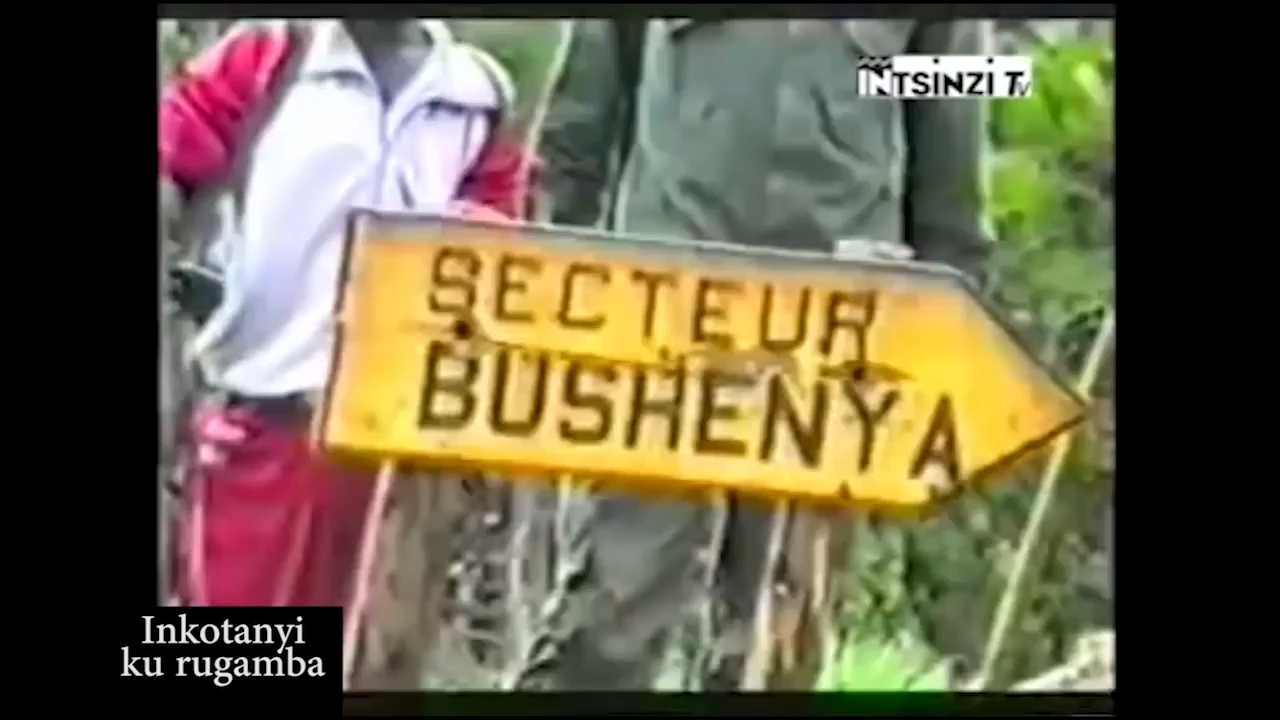 INTSINZI TV
SECTEUR
BUSHENYA
Inkotanyi
ku rugamba